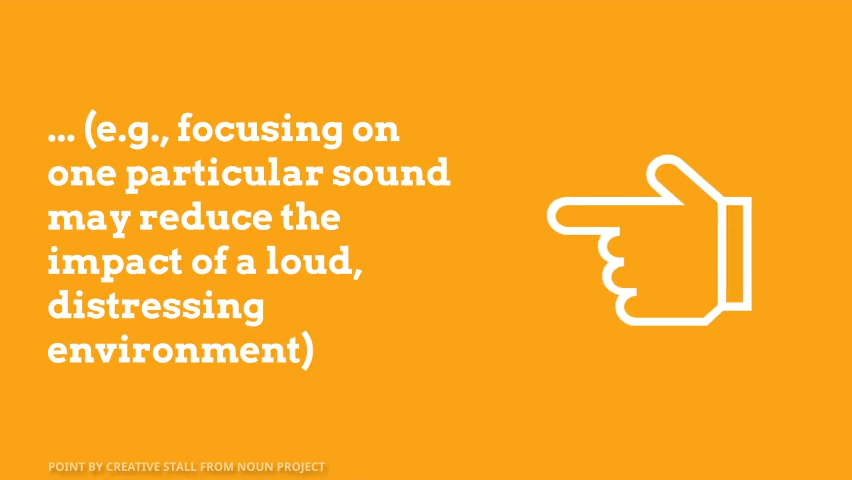 ... (e.g., focusing on
one particular sound
may reduce the
impact of a loud,
distressing
environment)
POINT BY CREATIVE STALL FROM NOUN PROJECT